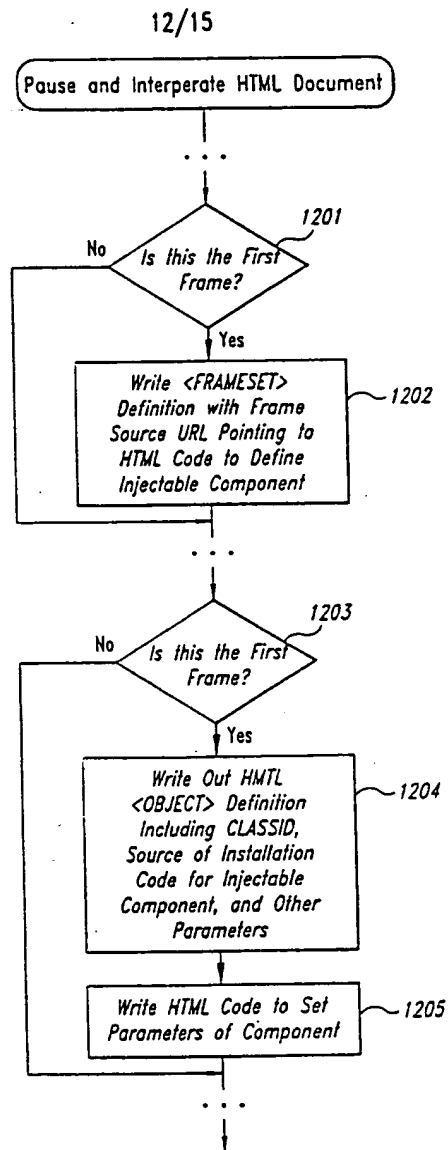 12/15
Pause and Interperate HTML Document
. . .
1201
No
Is this the First
Frame?
Yes
Write <FRAMESET>
Definition with Frame
Source URL Pointing to
HTML Code to Define
Injectable Component
1202
. . .
1203
No
Is this the First
Frame?
Yes
Write Out HMTL
<OBJECT> Definition
Including CLASSID,
Source of Installation
Code for Injectable
Component, and Other
Parameters
1204
Write HTML Code to Set
Parameters of Component
1205
. . .